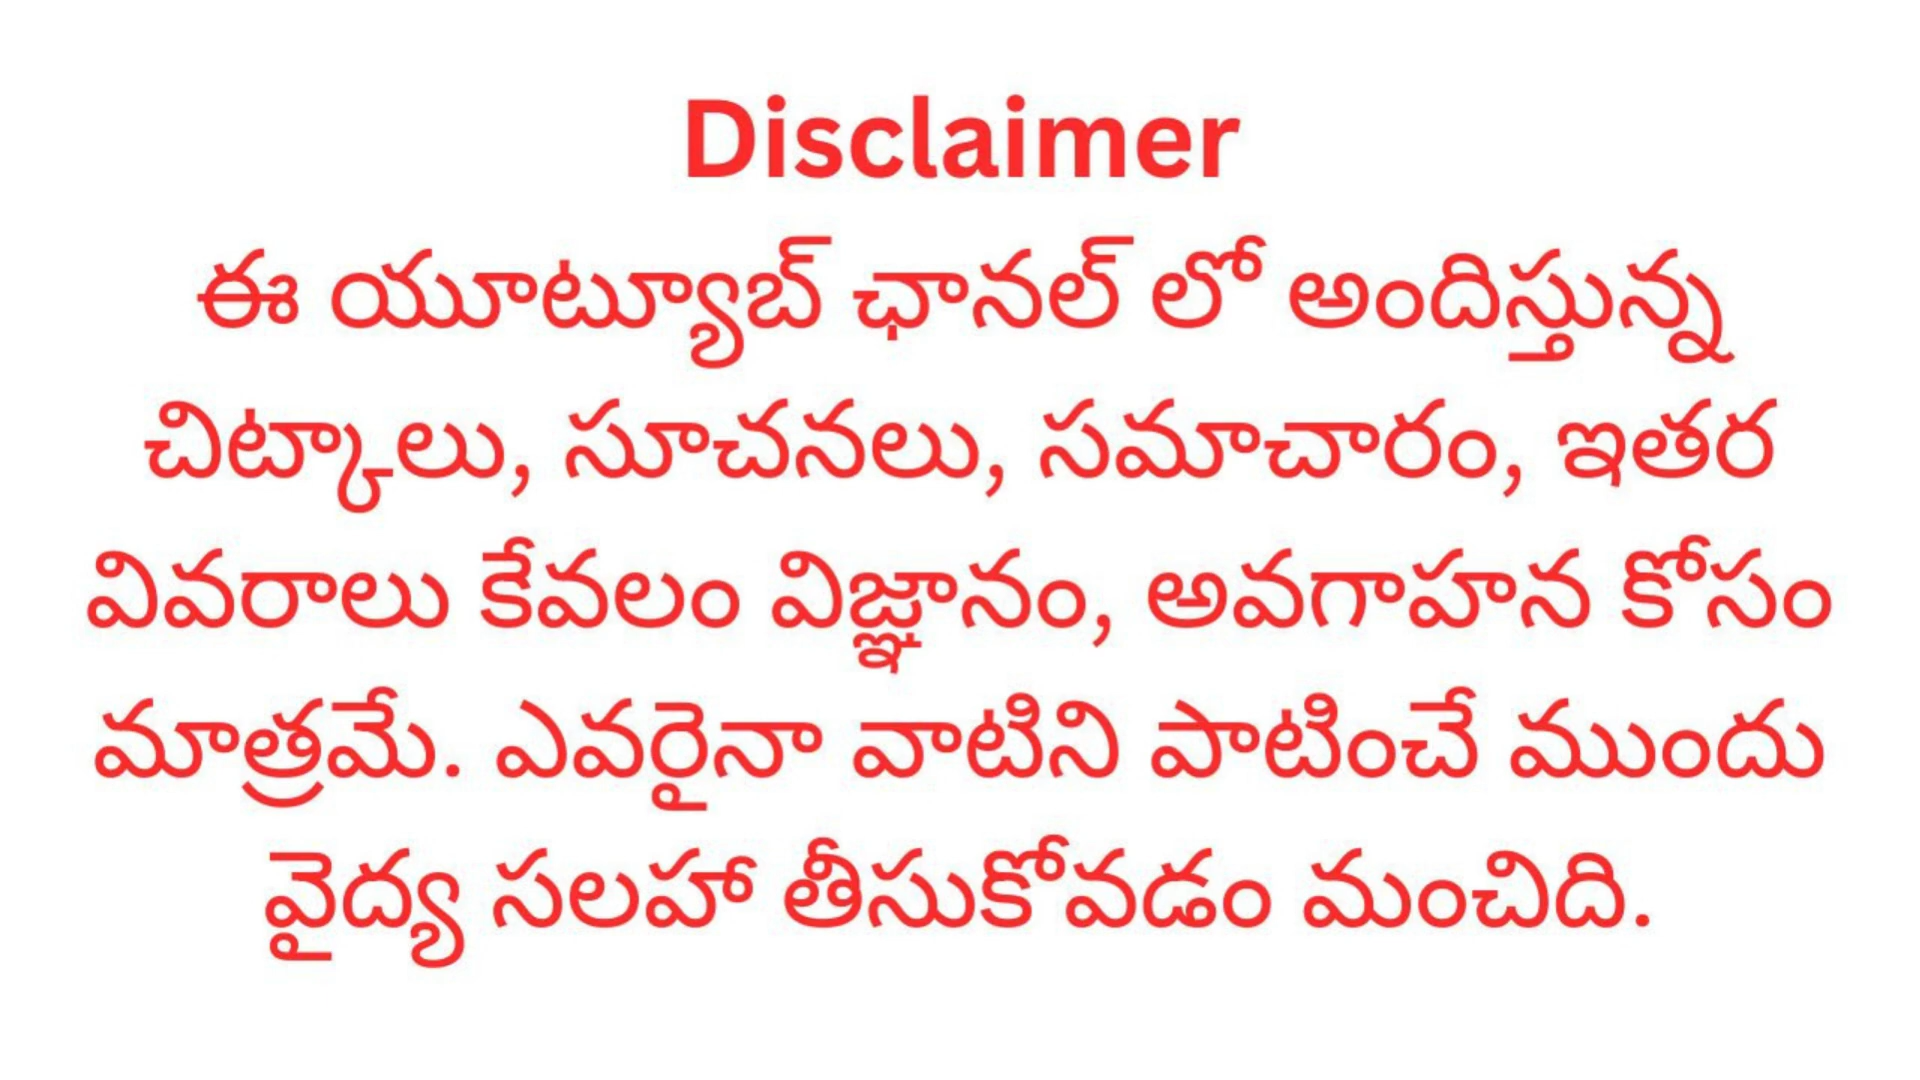 Disclaimer
ఈ యూట్యూబ్ ఛానల్ లో అందిస్తున్న
చిట్కాలు, సూచనలు, సమాచారం, ఇతర
వివరాలు కేవలం విజ్ఞానం, అవగాహన కోసం
మాత్రమే. ఎవరైనా వాటిని పాటించే ముందు
వైద్య సలహా తీసుకోవడం మంచిది.